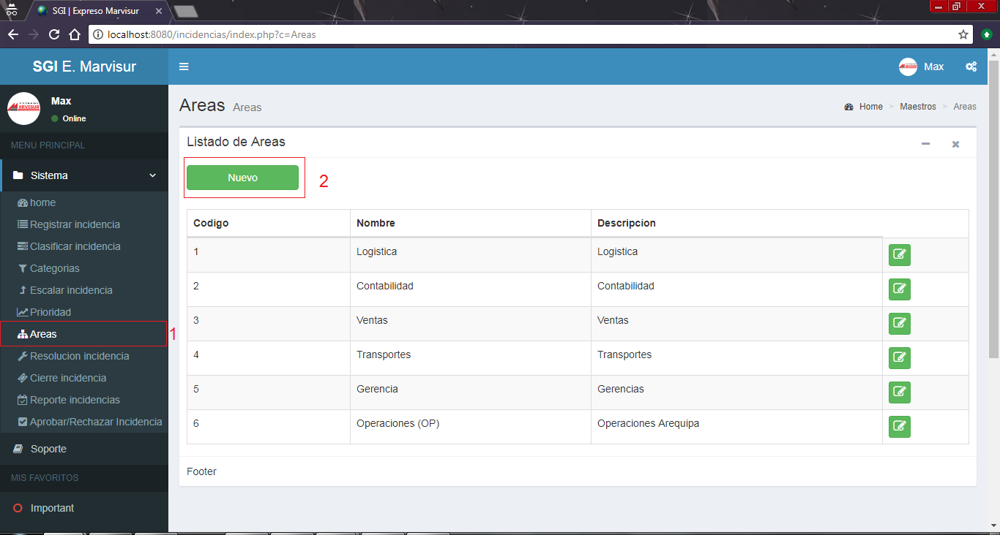 SGI | Expreso Marvisur
localhost:8080/incidencias/index.php?c=Areas
SGI E. Marvisur
Max
Max
Online
MENU PRINCIPAL
Sistema
home
Registrar incidencia
Clasificar incidencia
Categorias
Escalar incidencia
Prioridad
Areas
1
Resolucion incidencia
Cierre incidencia
Reporte incidencias
Aprobar/Rechazar Incidencia
Soporte
MIS FAVORITOS
Important
Areas Areas
Home > Maestros > Areas
Listado de Areas
Nuevo
2
Codigo Nombre Descripcion
1 Logistica Logistica
2 Contabilidad Contabilidad
3 Ventas Ventas
4 Transportes Transportes
5 Gerencia Gerencias
6 Operaciones (OP) Operaciones Arequipa
Footer